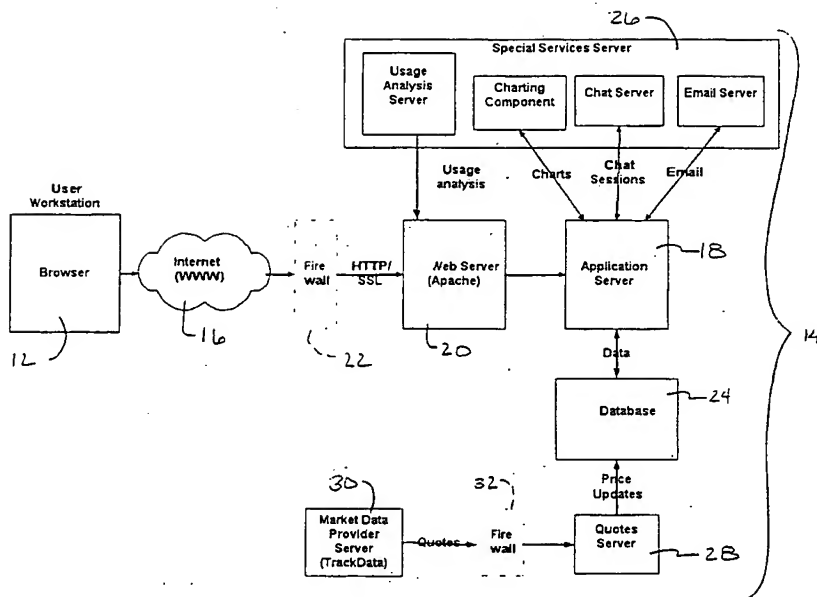 26
Special Services Server
Usage
Analysis
Server
Charting
Component
Chat Server
Email Server
Usage
analysis
Charts
Chat
Sessions
Email
User
Workstation
Browser
Internet
(WWW)
Fire
wall
HTTP/
SSL
Web Server
(Apache)
Application
Server
18
12
16
22
20
14
Data
Database
24
Price
Updates
30
32
Market Data
Provider
Server
(TrackData)
Quotes
Fire
wall
Quotes
Server
28